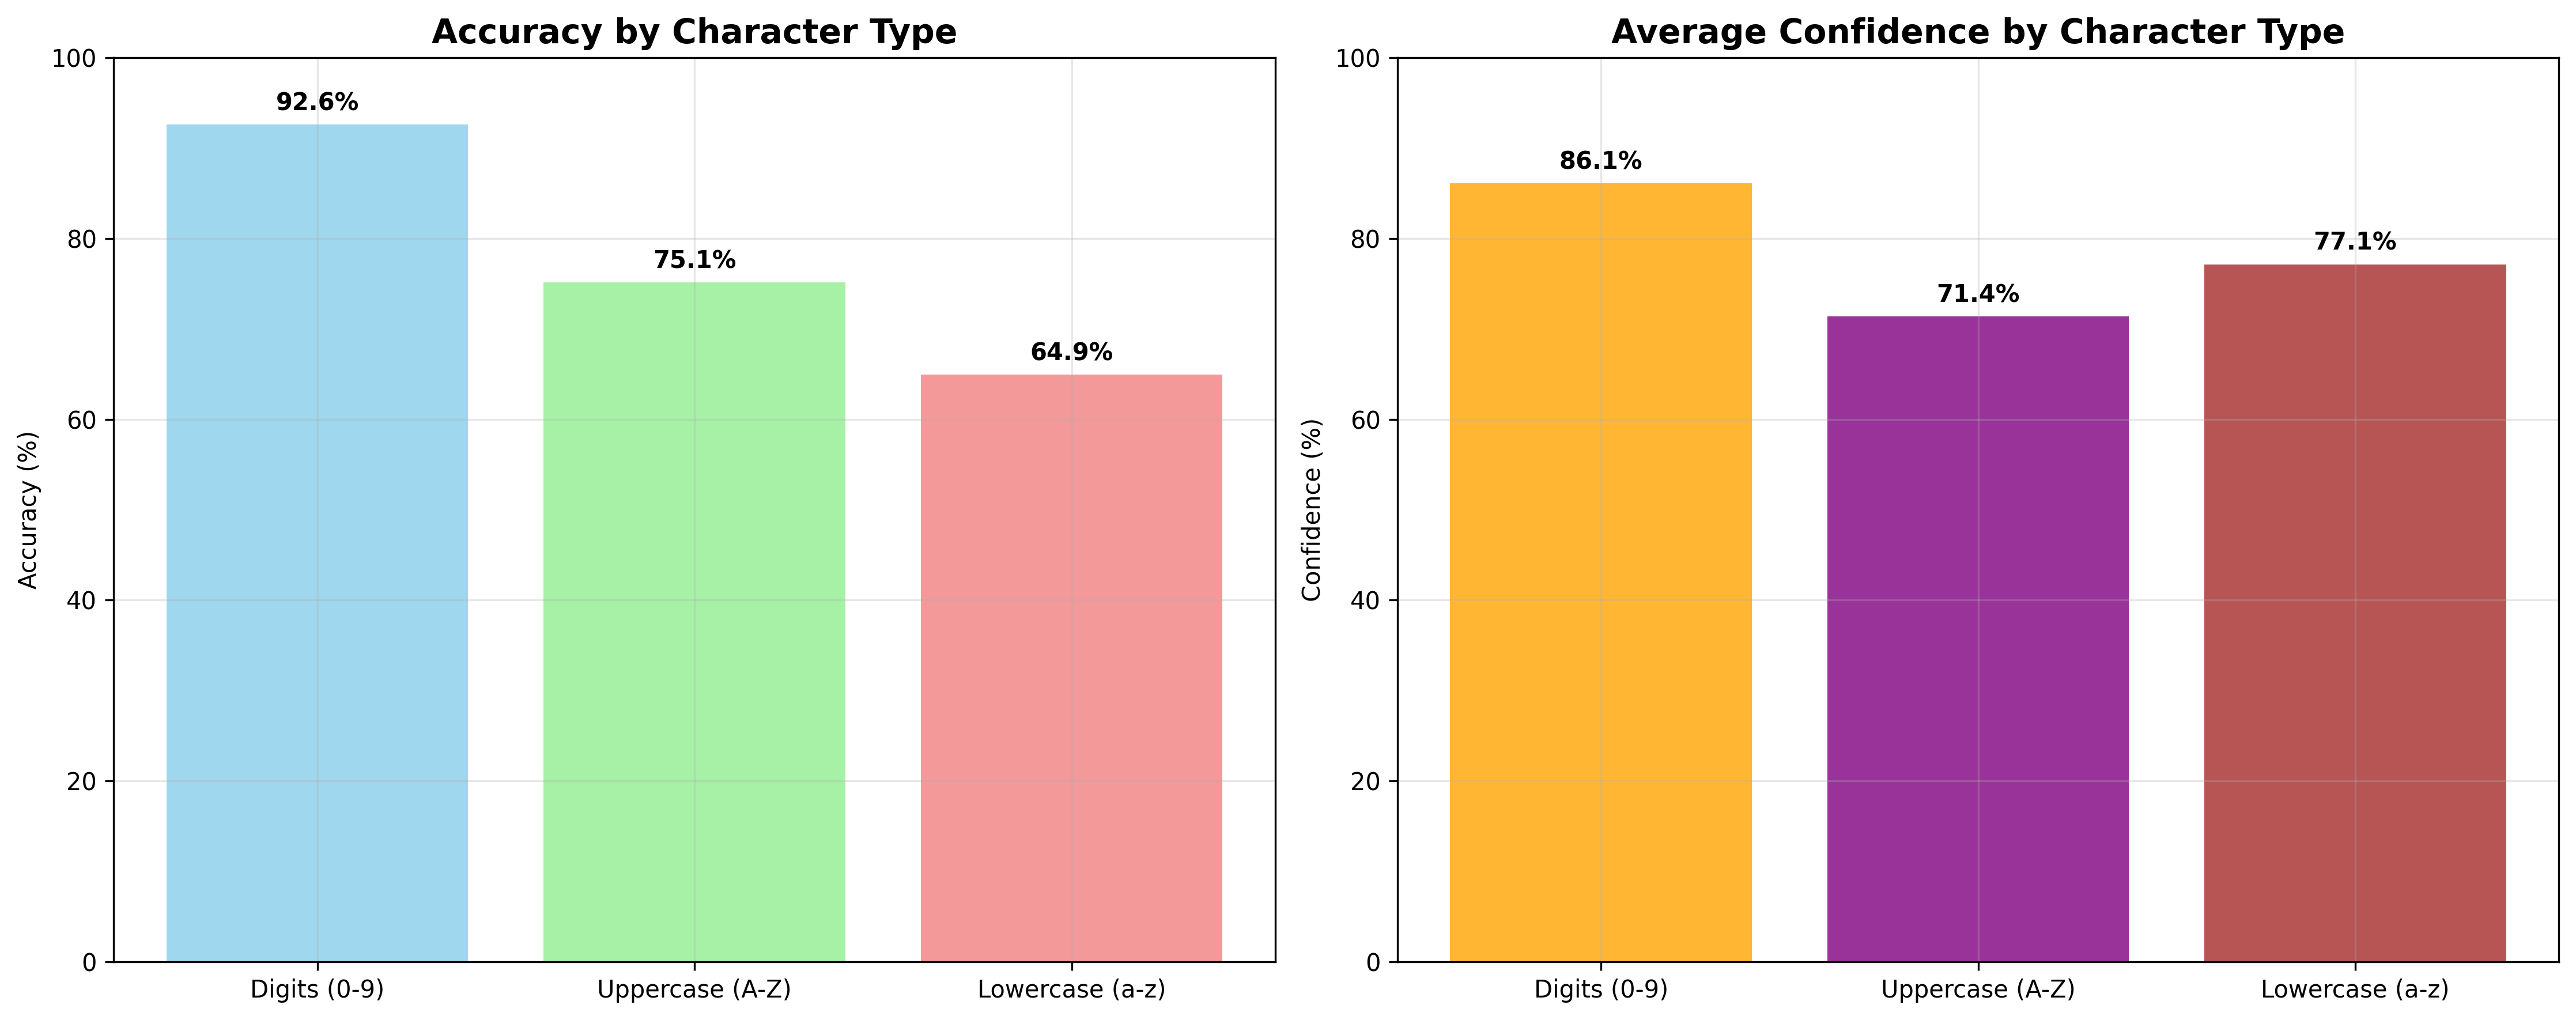 Accuracy by Character Type
Accuracy (%)
100
80
60
40
20
0
92.6%
75.1%
64.9%
Digits (0-9)
Uppercase (A-Z)
Lowercase (a-z)
Average Confidence by Character Type
Confidence (%)
100
80
60
40
20
0
86.1%
71.4%
77.1%
Digits (0-9)
Uppercase (A-Z)
Lowercase (a-z)